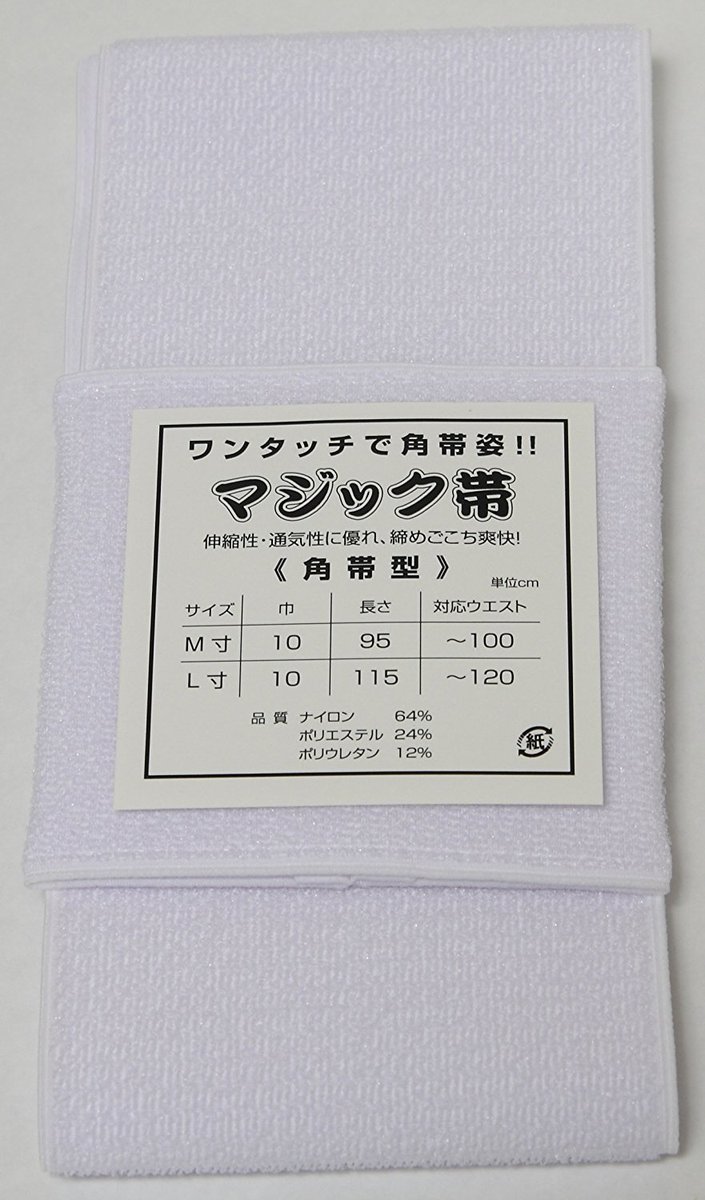 ワンタッチで角帯姿!!
マジック帯
伸縮性・通気性に優れ、締めごこち爽快!
《角帯型》
単位cm
サイズ 巾 長さ 対応ウエスト
M寸 10 95 〜100
L寸 10 115 〜120
品質 ナイロン 64%
ポリエステル 24%
ポリウレタン 12%
紙